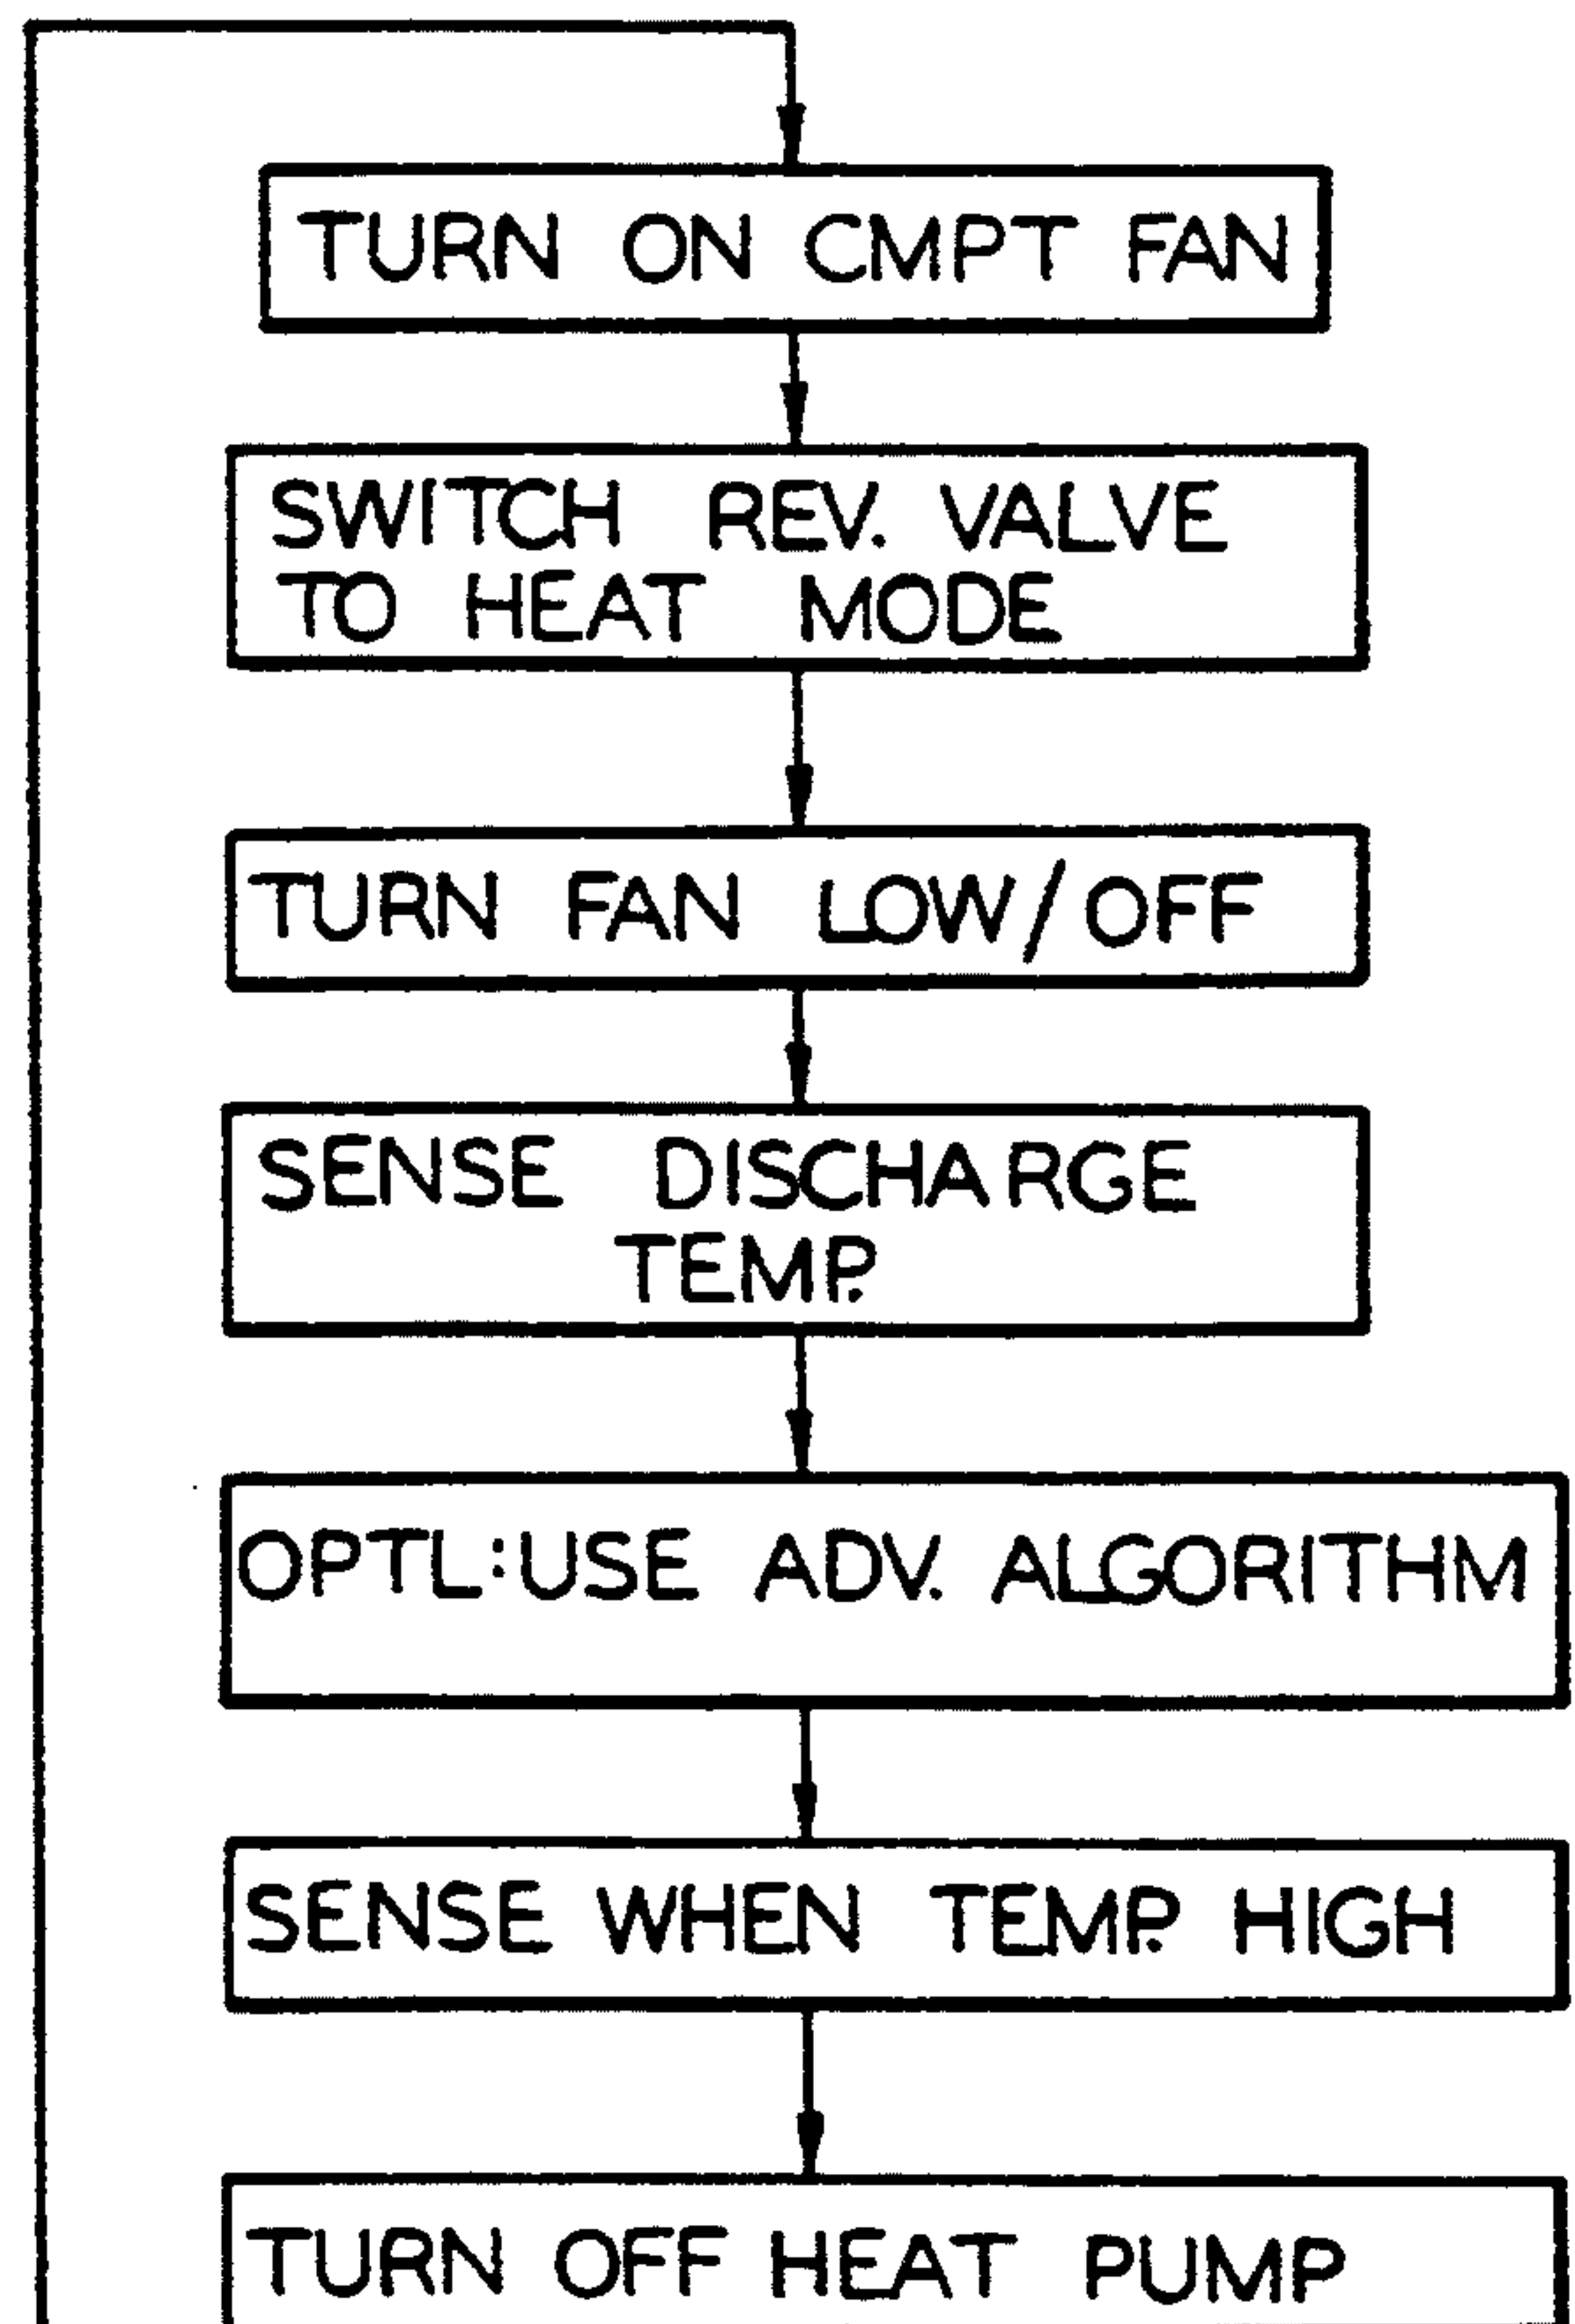 TURN ON CMPT FAN
SWITCH REV. VALVE
TO HEAT MODE
TURN FAN LOW/OFF
SENSE DISCHARGE
TEMP.
OPTL:USE ADV. ALGORITHM
SENSE WHEN TEMP. HIGH
TURN OFF HEAT PUMP